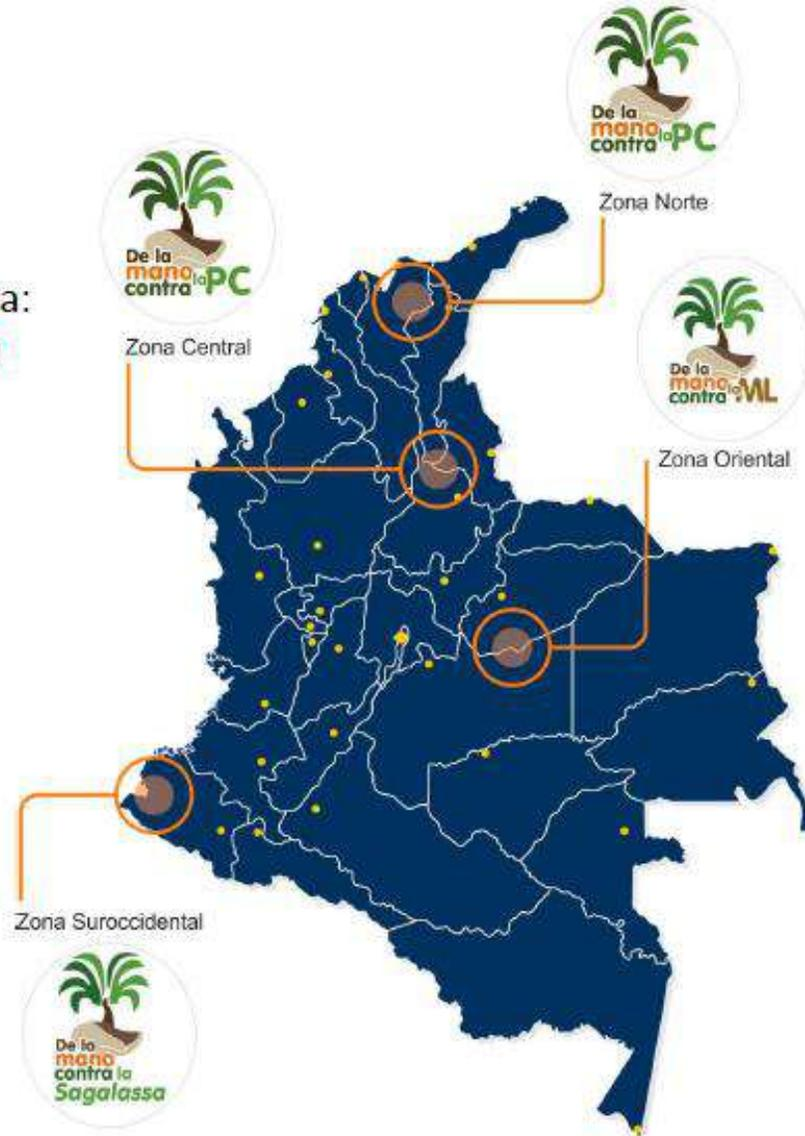 De la
mano
contra la PC
Zona Norte
De la
mano
contra la PC
a:
Zona Central
De la
mano
contra la ML
Zona Oriental
Zona Suroccidental
De la
mano
contra la
Sagalassa